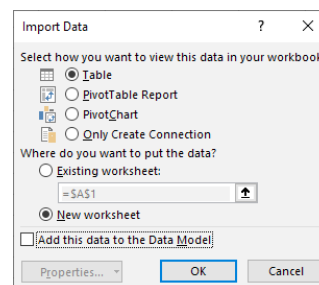 Import Data ? X
Select how you want to view this data in your workbook
Table
PivotTable Report
PivotChart
Only Create Connection
Where do you want to put the data?
Existing worksheet:
=$A$1
New worksheet
Add this data to the Data Model
Properties... OK Cancel